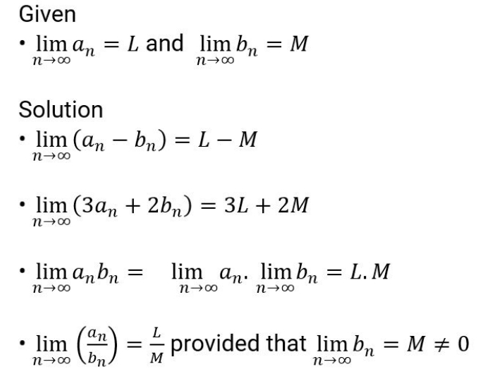 Given
• lim_{n→∞} a_n = L and lim_{n→∞} b_n = M
Solution
• lim_{n→∞} (a_n − b_n) = L − M
• lim_{n→∞} (3a_n + 2b_n) = 3L + 2M
• lim_{n→∞} a_n b_n = lim_{n→∞} a_n. lim_{n→∞} b_n = L. M
• lim_{n→∞} (a_n/b_n) = L/M provided that lim_{n→∞} b_n = M ≠ 0